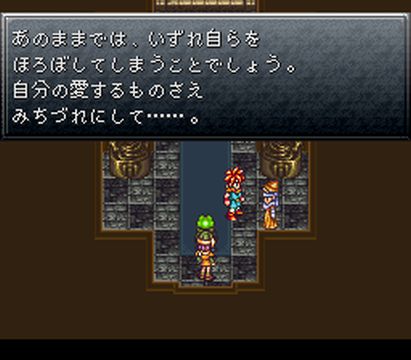 あのままでは、いずれ自らを
ほろぼしてしまうことでしょう。
自分の愛するものさえ
みちづれにして……。